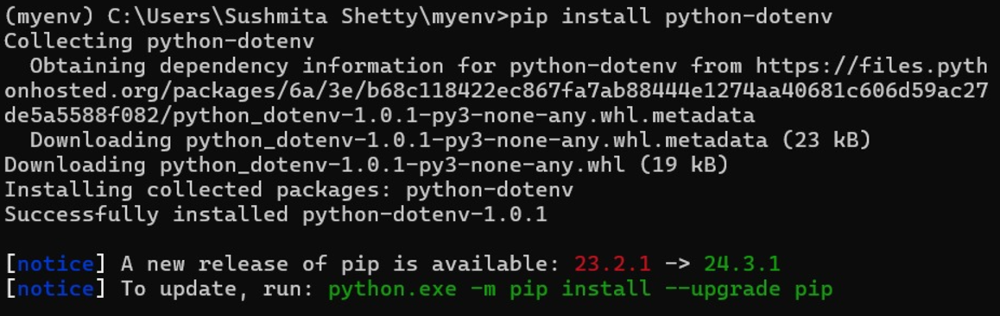 (myenv) C:\Users\Sushmita Shetty\myenv>pip install python-dotenv
Collecting python-dotenv
  Obtaining dependency information for python-dotenv from https://files.pyth
onhosted.org/packages/6a/3e/b68c118422ec867fa7ab88444e1274aa40681c606d59ac27
de5a5588f082/python_dotenv-1.0.1-py3-none-any.whl.metadata
  Downloading python_dotenv-1.0.1-py3-none-any.whl.metadata (23 kB)
Downloading python_dotenv-1.0.1-py3-none-any.whl (19 kB)
Installing collected packages: python-dotenv
Successfully installed python-dotenv-1.0.1

[notice] A new release of pip is available: 23.2.1 -> 24.3.1
[notice] To update, run: python.exe -m pip install --upgrade pip